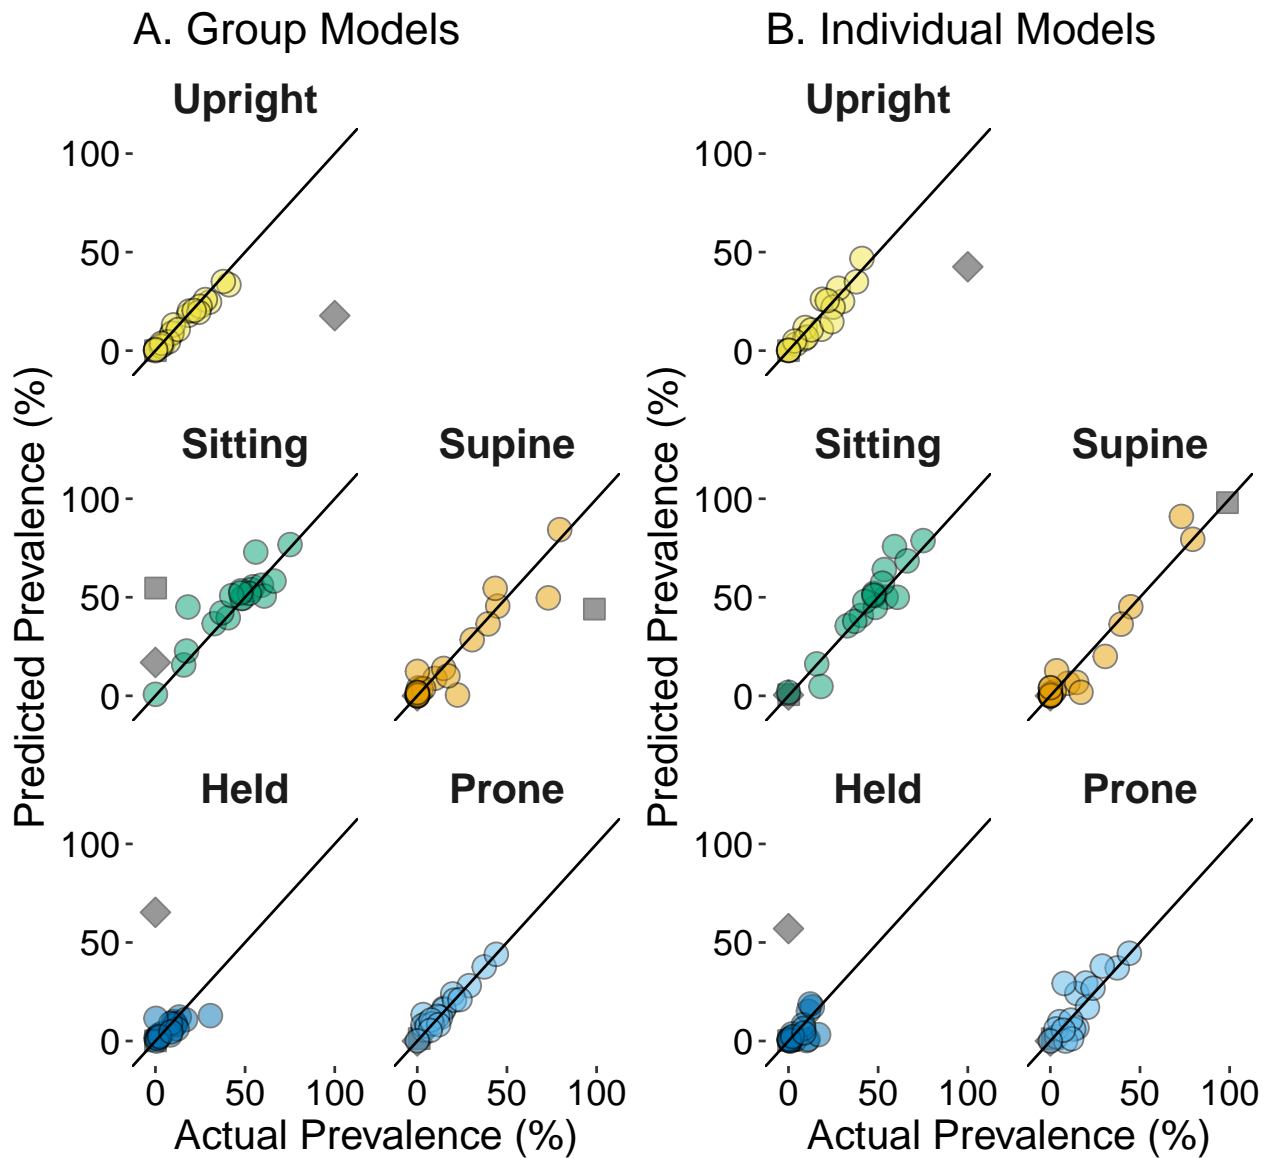 A. Group Models
B. Individual Models
Upright
Upright
100
50
0
100
50
0
Sitting
Supine
Sitting
Supine
100
50
0
100
50
0
Held
Prone
Held
Prone
100
50
0
100
50
0
0 50 100
0 50 100
0 50 100
0 50 100
Predicted Prevalence (%)
Predicted Prevalence (%)
Actual Prevalence (%)
Actual Prevalence (%)